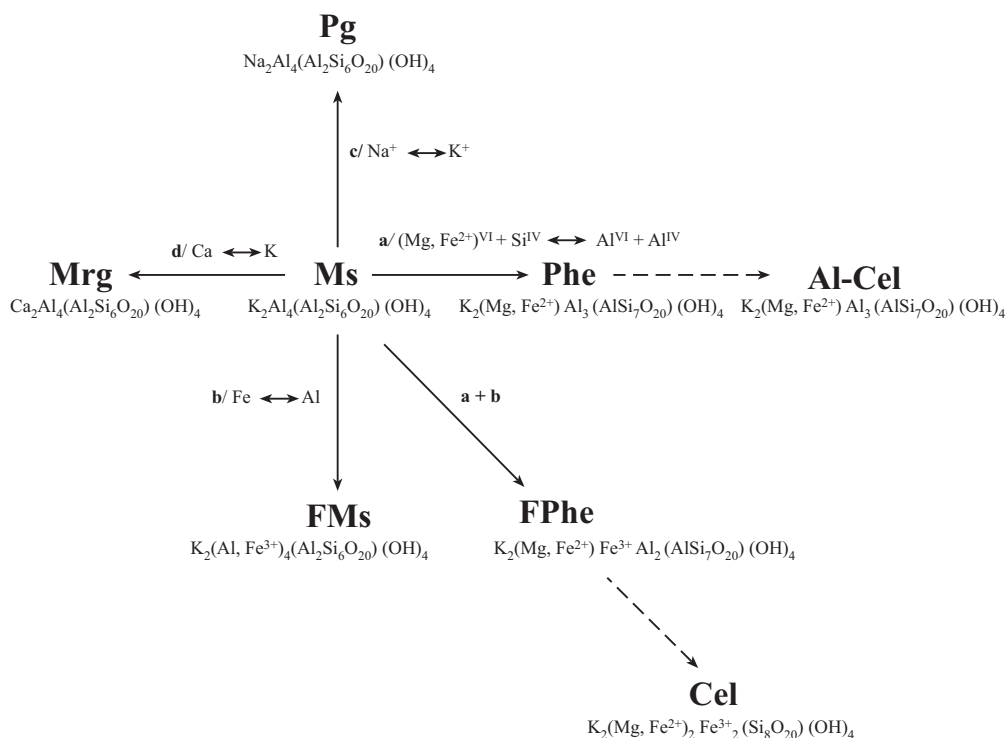 Pg
Na₂Al₄(Al₂Si₆O₂₀) (OH)₄
c/ Na⁺ ↔ K⁺
d/ Ca ↔ K
a/ (Mg, Fe²⁺)ⱽᴵ + Siᴵⱽ ↔ Alⱽᴵ + Alᴵⱽ
Mrg
Ms
Phe
Al-Cel
Ca₂Al₄(Al₂Si₆O₂₀) (OH)₄
K₂Al₄(Al₂Si₆O₂₀) (OH)₄
K₂(Mg, Fe²⁺) Al₃ (AlSi₇O₂₀) (OH)₄
K₂(Mg, Fe²⁺) Al₃ (AlSi₇O₂₀) (OH)₄
b/ Fe ↔ Al
a + b
FMs
FPhe
K₂(Al, Fe³⁺)₄(Al₂Si₆O₂₀) (OH)₄
K₂(Mg, Fe²⁺) Fe³⁺ Al₂ (AlSi₇O₂₀) (OH)₄
Cel
K₂(Mg, Fe²⁺)₂ Fe³⁺₂ (Si₈O₂₀) (OH)₄